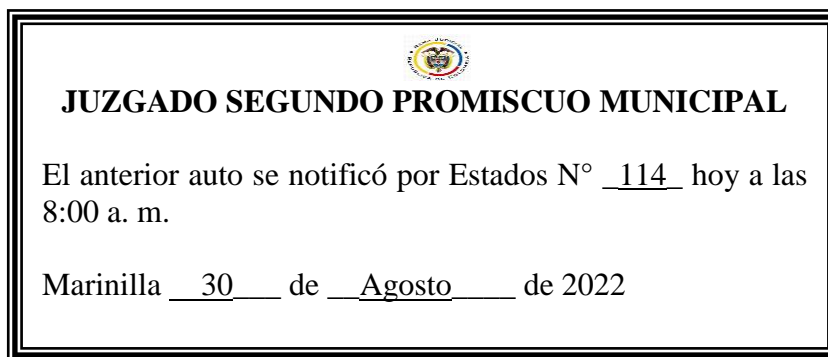 JUZGADO SEGUNDO PROMISCUO MUNICIPAL
El anterior auto se notificó por Estados N° _114_ hoy a las
8:00 a. m.
Marinilla __30___ de __Agosto____ de 2022